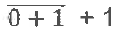 $\overline{0 + 1} + 1$